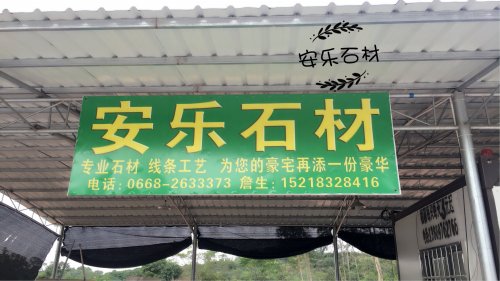 安乐石材
安乐石材
专业石材 线条工艺 为您的豪宅再添一份豪华
电话:0668-2633373 詹生:15218328416